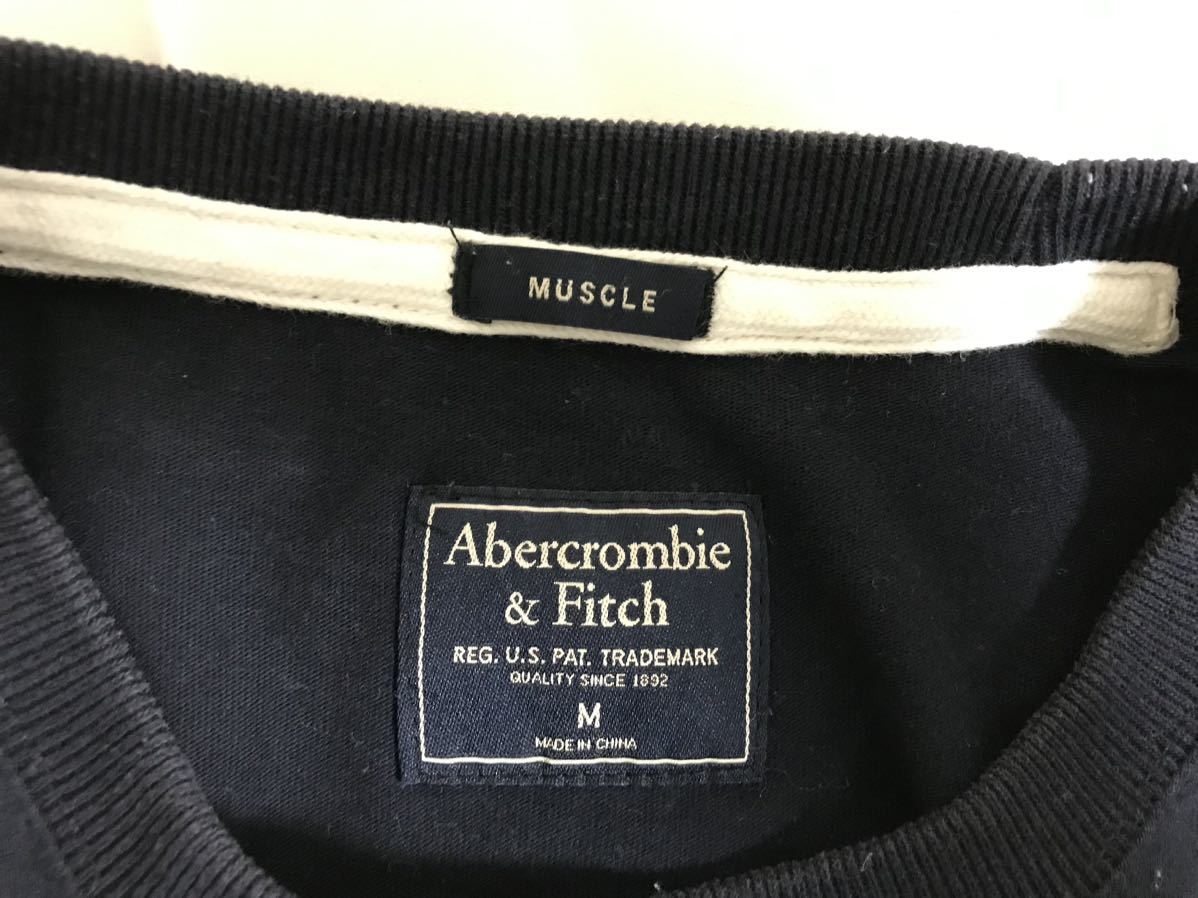 MUSCLE
Abercrombie
& Fitch
REG. U.S. PAT. TRADEMARK
QUALITY SINCE 1892
M
MADE IN CHINA